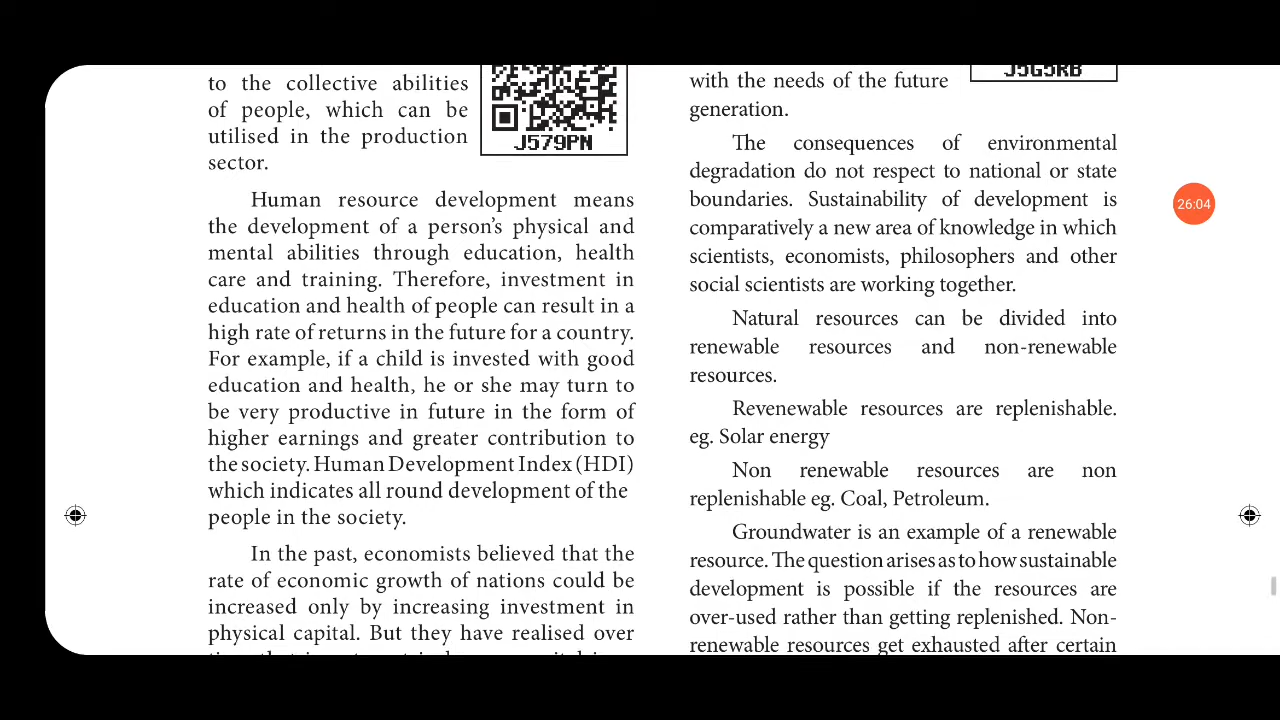 to the collective abilities
of people, which can be
utilised in the production
sector.
J579PN
Human resource development means
the development of a person's physical and
mental abilities through education, health
care and training. Therefore, investment in
education and health of people can result in a
high rate of returns in the future for a country.
For example, if a child is invested with good
education and health, he or she may turn to
be very productive in future in the form of
higher earnings and greater contribution to
the society. Human Development Index (HDI)
which indicates all round development of the
people in the society.
In the past, economists believed that the
rate of economic growth of nations could be
increased only by increasing investment in
physical capital. But they have realised over
with the needs of the future
generation.
J5G5RB
The consequences of environmental
degradation do not respect to national or state
boundaries. Sustainability of development is
comparatively a new area of knowledge in which
scientists, economists, philosophers and other
social scientists are working together.
Natural resources can be divided into
renewable resources and non-renewable
resources.
Revenewable resources are replenishable.
eg. Solar energy
Non renewable resources are non
replenishable eg. Coal, Petroleum.
Groundwater is an example of a renewable
resource. The question arises as to how sustainable
development is possible if the resources are
over-used rather than getting replenished. Non-
renewable resources get exhausted after certain
26:04